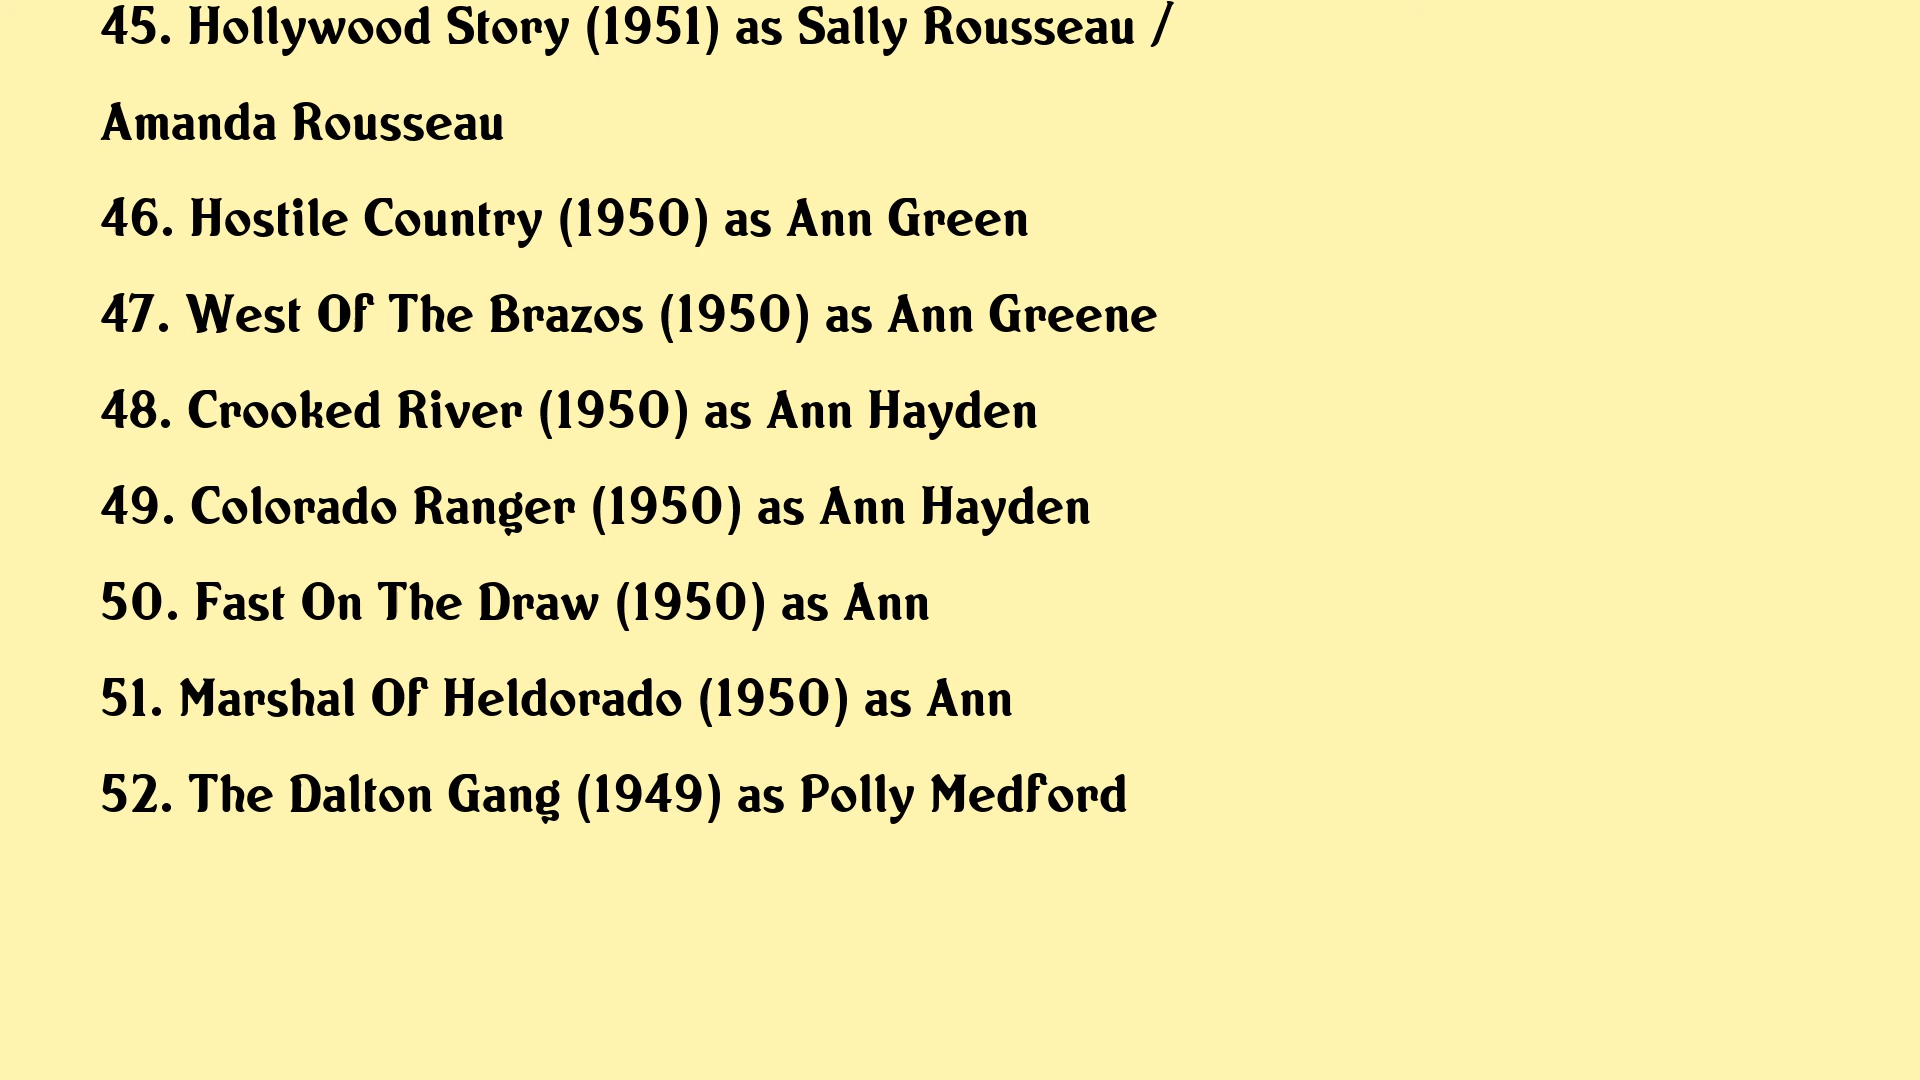 45. Hollywood Story (1951) as Sally Rousseau /
Amanda Rousseau
46. Hostile Country (1950) as Ann Green
47. West Of The Brazos (1950) as Ann Greene
48. Crooked River (1950) as Ann Hayden
49. Colorado Ranger (1950) as Ann Hayden
50. Fast On The Draw (1950) as Ann
51. Marshal Of Heldorado (1950) as Ann
52. The Dalton Gang (1949) as Polly Medford